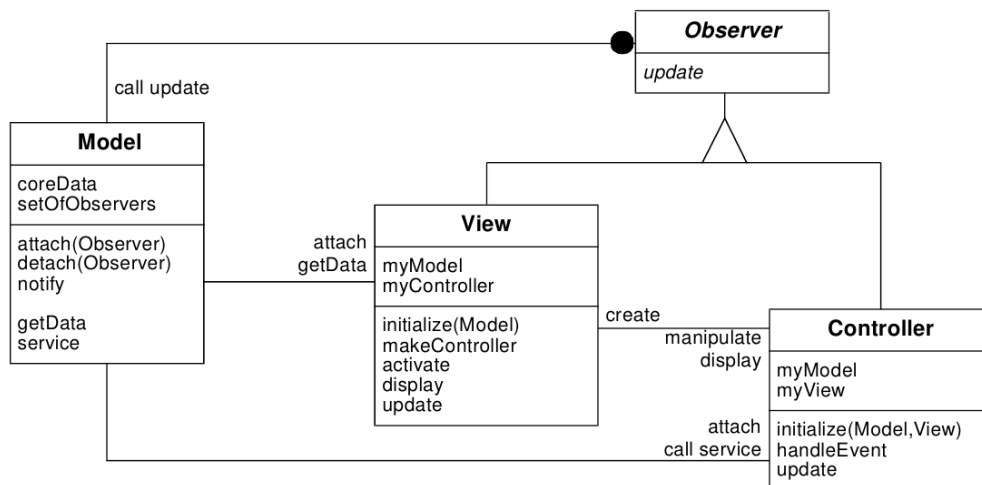 Observer
update
call update
Model
coreData
setOfObservers
attach(Observer)
detach(Observer)
notify
getData
service
attach
getData
View
myModel
myController
initialize(Model)
makeController
activate
display
update
create
manipulate
display
Controller
myModel
myView
attach
call service
initialize(Model,View)
handleEvent
update